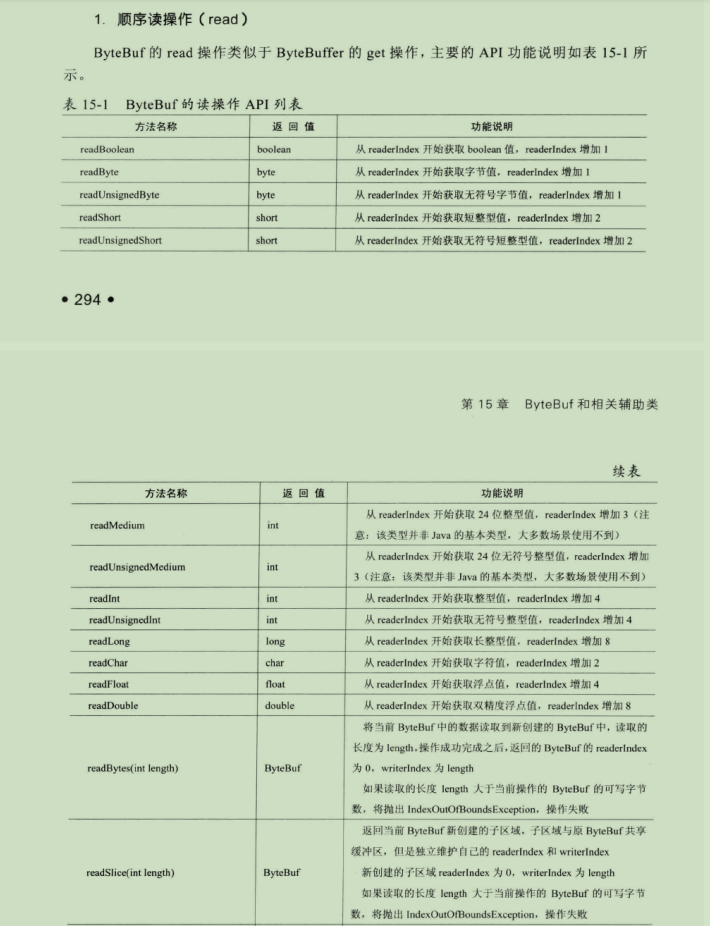 1. 顺序读操作（read）
ByteBuf 的 read 操作类似于 ByteBuffer 的 get 操作，主要的 API 功能说明如表 15-1 所
示。
表 15-1 ByteBuf 的读操作 API 列表
方法名称 返 回 值 功能说明
readBoolean boolean 从 readerIndex 开始获取 boolean 值，readerIndex 增加 1
readByte byte 从 readerIndex 开始获取字节值，readerIndex 增加 1
readUnsignedByte byte 从 readerIndex 开始获取无符号字节值，readerIndex 增加 1
readShort short 从 readerIndex 开始获取短整型值，readerIndex 增加 2
readUnsignedShort short 从 readerIndex 开始获取无符号短整型值，readerIndex 增加 2
• 294 •
第 15 章 ByteBuf 和相关辅助类
续表
方法名称 返 回 值 功能说明
readMedium int 从 readerIndex 开始获取 24 位整型值，readerIndex 增加 3（注
意：该类型并非 Java 的基本类型，大多数场景使用不到）
readUnsignedMedium int 从 readerIndex 开始获取 24 位无符号整型值，readerIndex 增加
3（注意：该类型并非 Java 的基本类型，大多数场景使用不到）
readInt int 从 readerIndex 开始获取整型值，readerIndex 增加 4
readUnsignedInt int 从 readerIndex 开始获取无符号整型值，readerIndex 增加 4
readLong long 从 readerIndex 开始获取长整型值，readerIndex 增加 8
readChar char 从 readerIndex 开始获取字符值，readerIndex 增加 2
readFloat float 从 readerIndex 开始获取浮点值，readerIndex 增加 4
readDouble double 从 readerIndex 开始获取双精度浮点值，readerIndex 增加 8
readBytes(int length) ByteBuf 将当前 ByteBuf 中的数据读取到新创建的 ByteBuf 中，读取的
长度为 length。操作成功完成之后，返回的 ByteBuf 的 readerIndex
为 0，writerIndex 为 length
如果读取的长度 length 大于当前操作的 ByteBuf 的可写字节
数，将抛出 IndexOutOfBoundsException，操作失败
readSlice(int length) ByteBuf 返回当前 ByteBuf 新创建的子区域，子区域与原 ByteBuf 共享
缓冲区，但是独立维护自己的 readerIndex 和 writerIndex
新创建的子区域 readerIndex 为 0，writerIndex 为 length
如果读取的长度 length 大于当前操作的 ByteBuf 的可写字节
数，将抛出 IndexOutOfBoundsException，操作失败